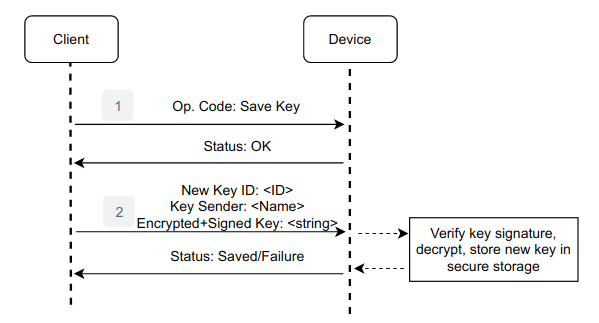 Client
Device
1
Op. Code: Save Key
Status: OK
New Key ID: <ID>
Key Sender: <Name>
2
Encrypted+Signed Key: <string>
Verify key signature,
decrypt, store new key in
secure storage
Status: Saved/Failure